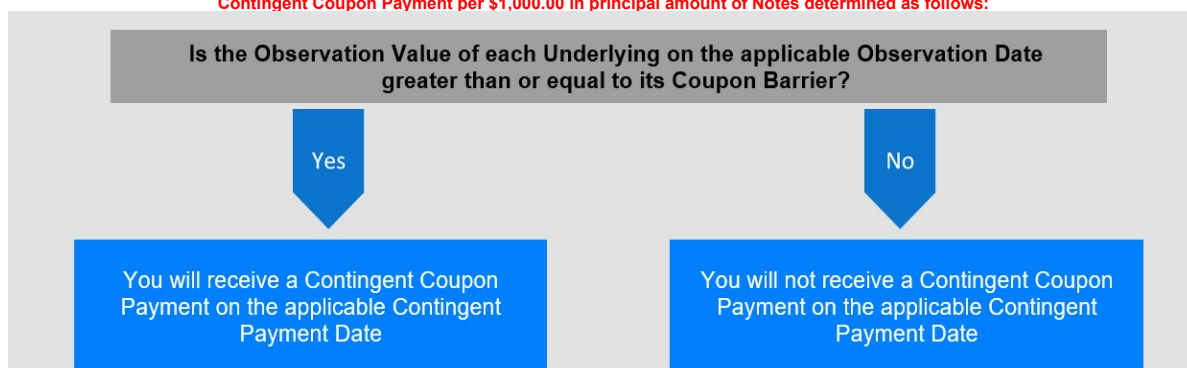 Contingent Coupon Payment per $1,000.00 in principal amount of Notes determined as follows:
Is the Observation Value of each Underlying on the applicable Observation Date
greater than or equal to its Coupon Barrier?
Yes
No
You will receive a Contingent Coupon
Payment on the applicable Contingent
Payment Date
You will not receive a Contingent Coupon
Payment on the applicable Contingent
Payment Date